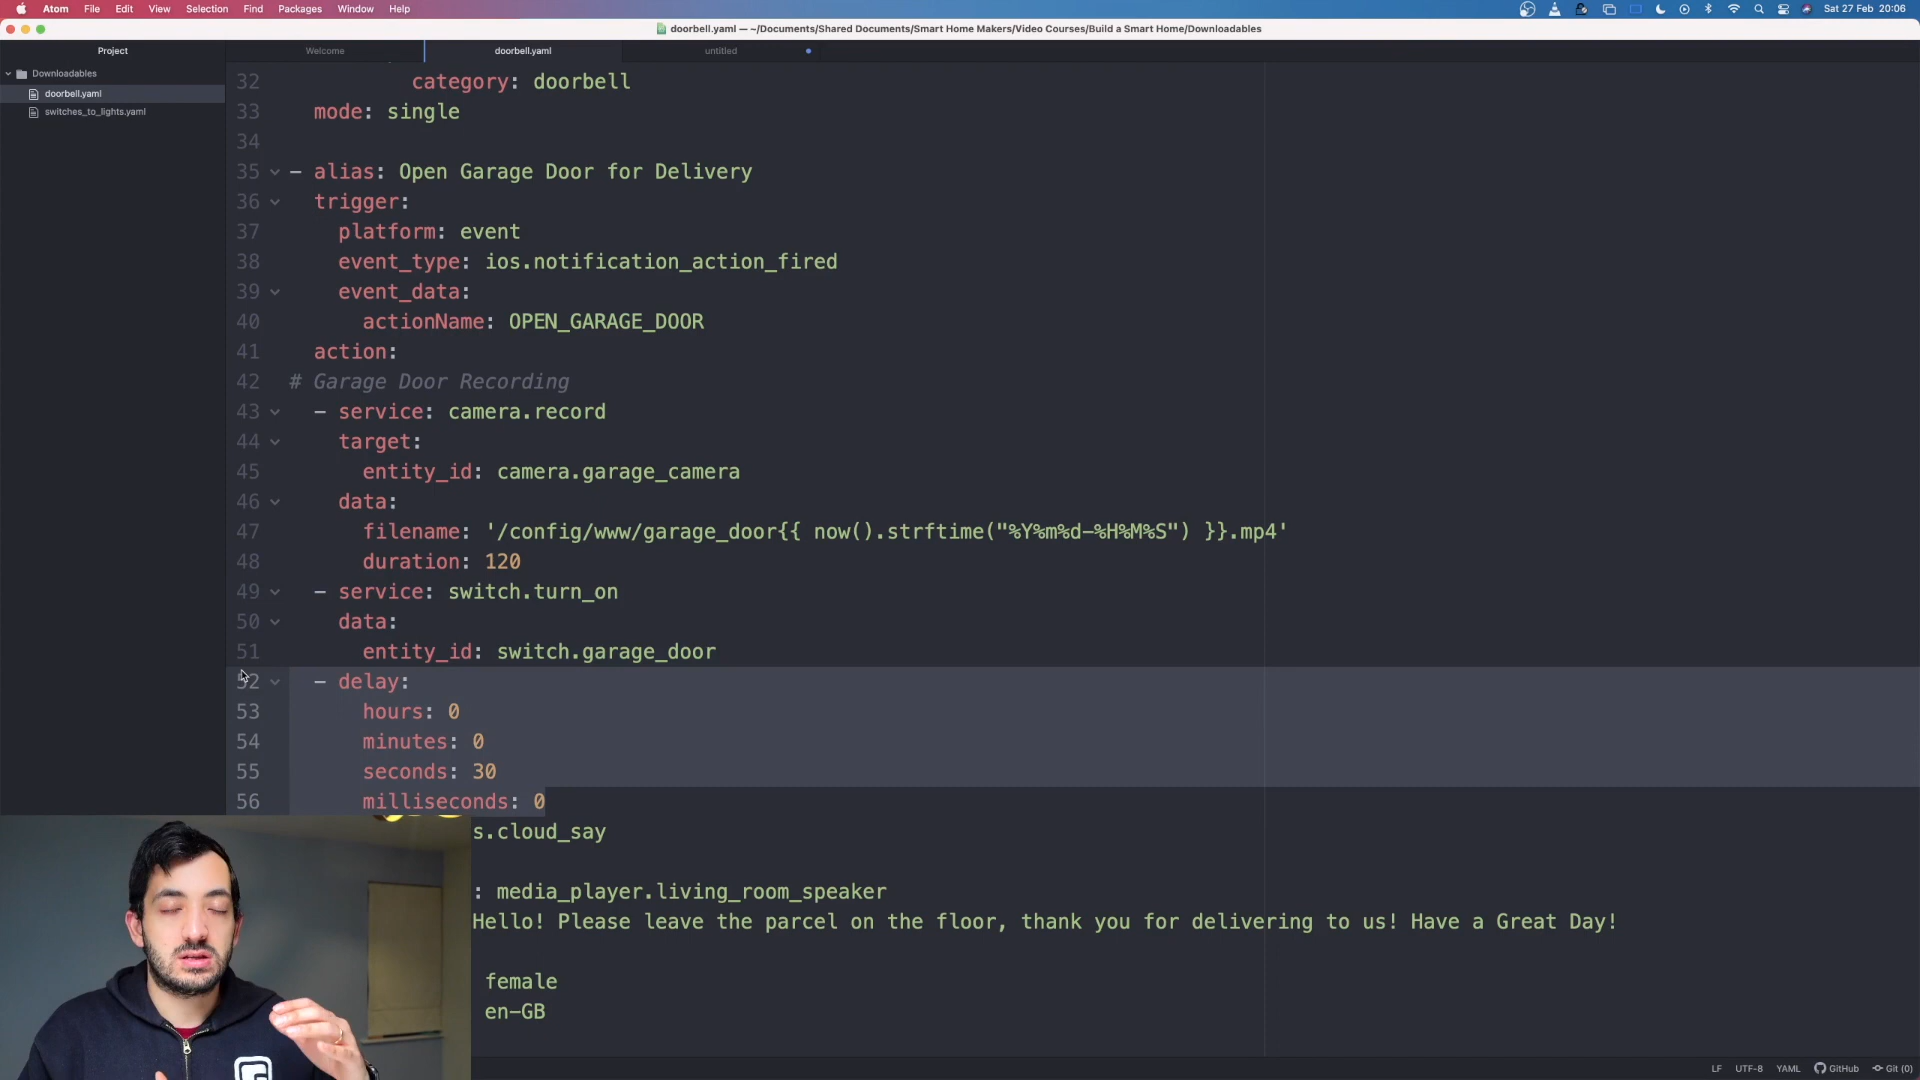 Atom File Edit View Selection Find Packages Window Help Sat 27 Feb 20:06
doorbell.yaml — ~/Documents/Shared Documents/Smart Home Makers/Video Courses/Build a Smart Home/Downloadables
Project Welcome doorbell.yaml untitled
Downloadables
doorbell.yaml
switches_to_lights.yaml
32 category: doorbell
33 mode: single
34
35 - alias: Open Garage Door for Delivery
36 trigger:
37 platform: event
38 event_type: ios.notification_action_fired
39 event_data:
40 actionName: OPEN_GARAGE_DOOR
41 action:
42 # Garage Door Recording
43 - service: camera.record
44 target:
45 entity_id: camera.garage_camera
46 data:
47 filename: '/config/www/garage_door{{ now().strftime("%Y%m%d-%H%M%S") }}.mp4'
48 duration: 120
49 - service: switch.turn_on
50 data:
51 entity_id: switch.garage_door
52 - delay:
53 hours: 0
54 minutes: 0
55 seconds: 30
56 milliseconds: 0
s.cloud_say
: media_player.living_room_speaker
Hello! Please leave the parcel on the floor, thank you for delivering to us! Have a Great Day!
female
en-GB
LF UTF-8 YAML GitHub Git (0)